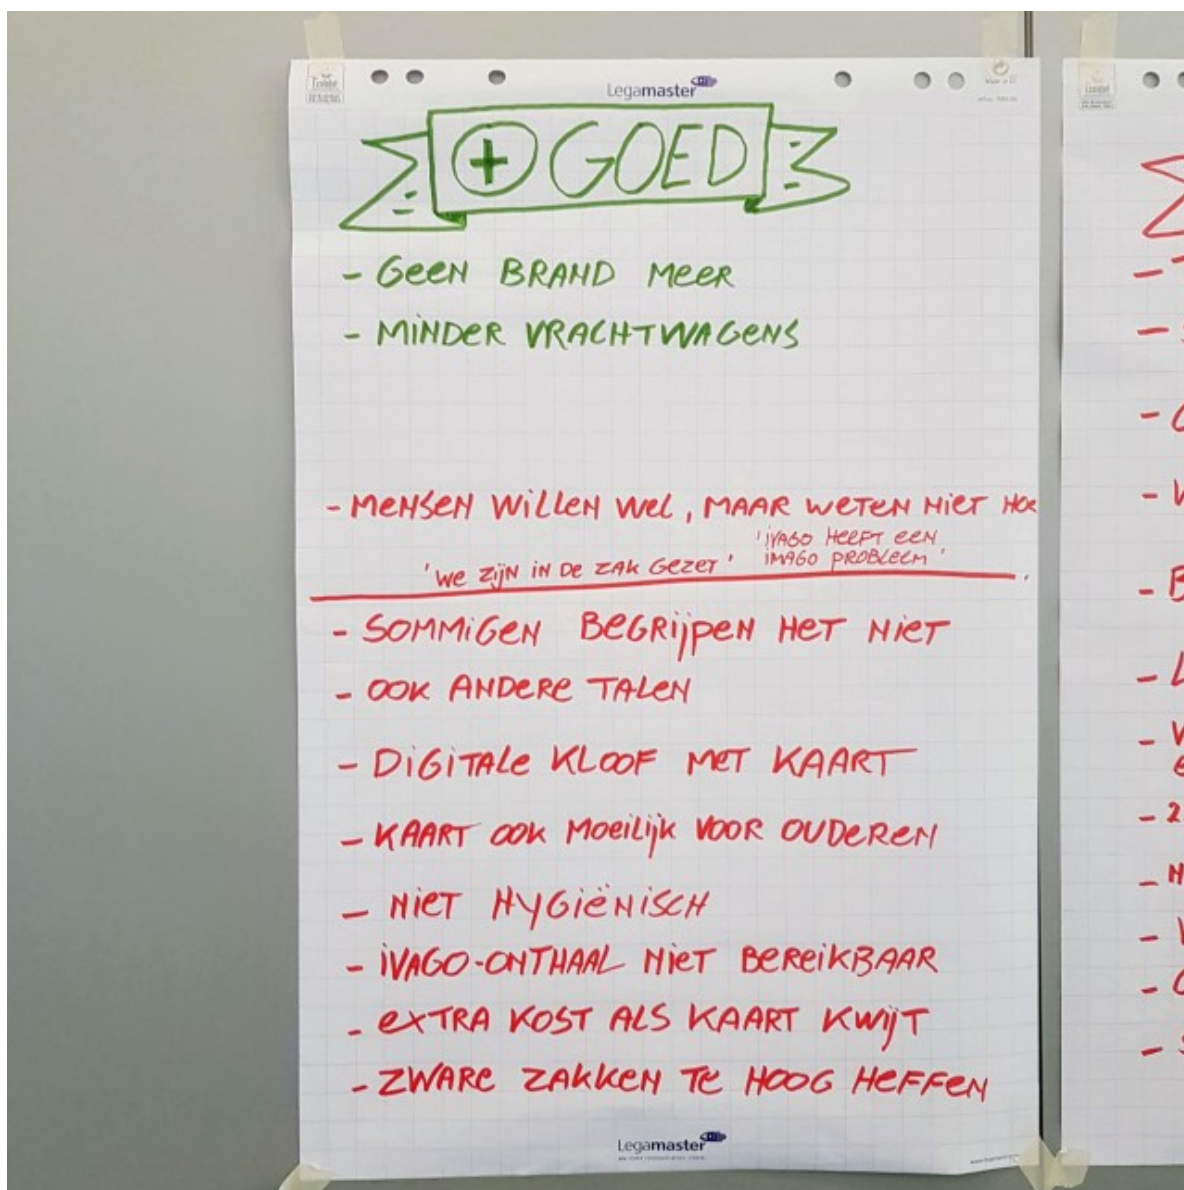 Legamaster
+ GOED
- GEEN BRAND MEER
- MINDER VRACHTWAGENS
- MENSEN WILLEN WEL, MAAR WETEN NIET HOE
'IVAGO HEEFT EEN
IMAGO PROBLEEM'
'WE ZIJN IN DE ZAK GEZET'
- SOMMIGEN BEGRIJPEN HET NIET
- OOK ANDERE TALEN
- DIGITALE KLOOF MET KAART
- KAART OOK MOEILIJK VOOR OUDEREN
- NIET HYGIËNISCH
- IVAGO-ONTHAAL NIET BEREIKBAAR
- EXTRA KOST ALS KAART KWIJT
- ZWARE ZAKKEN TE HOOG HEFFEN
Legamaster